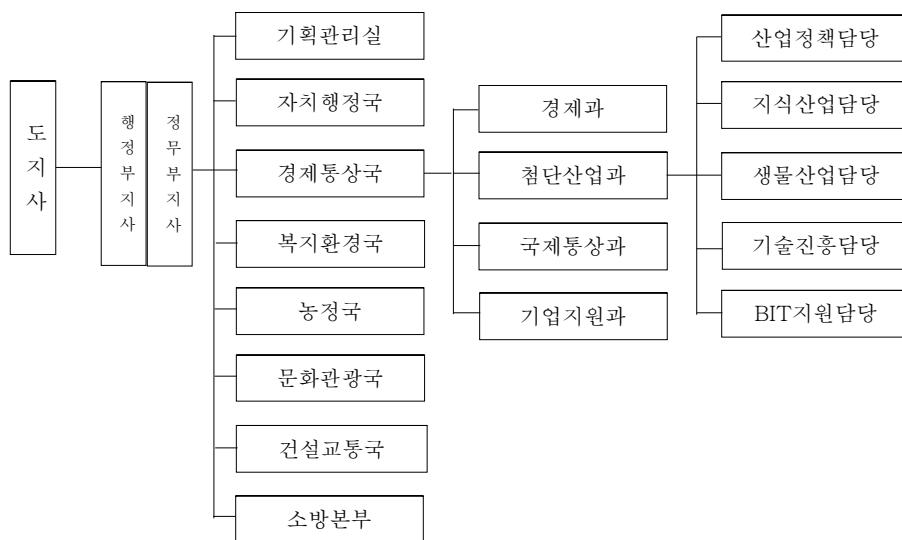 도지사
행정부지사
정무부지사
기획관리실
자치행정국
경제통상국
복지환경국
농정국
문화관광국
건설교통국
소방본부
경제과
첨단산업과
국제통상과
기업지원과
산업정책담당
지식산업담당
생물산업담당
기술진흥담당
BIT지원담당